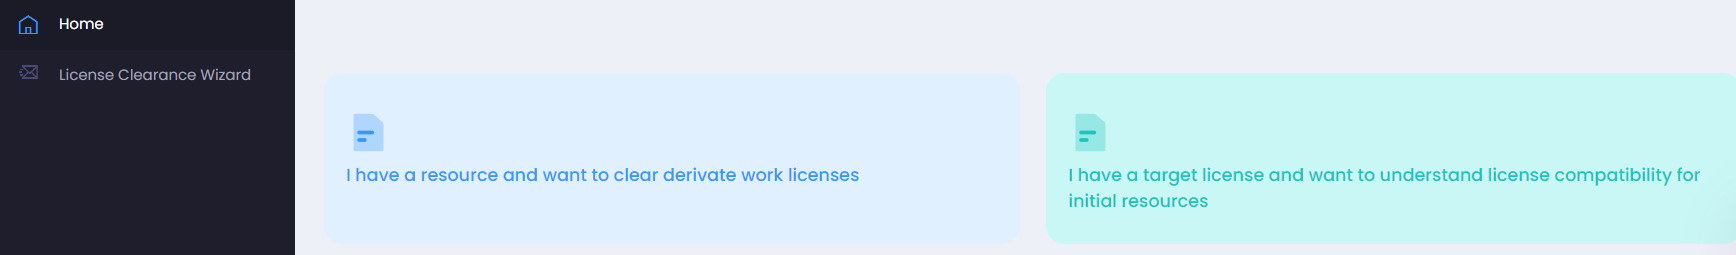 Home
License Clearance Wizard
I have a resource and want to clear derivate work licenses
I have a target license and want to understand license compatibility for
initial resources